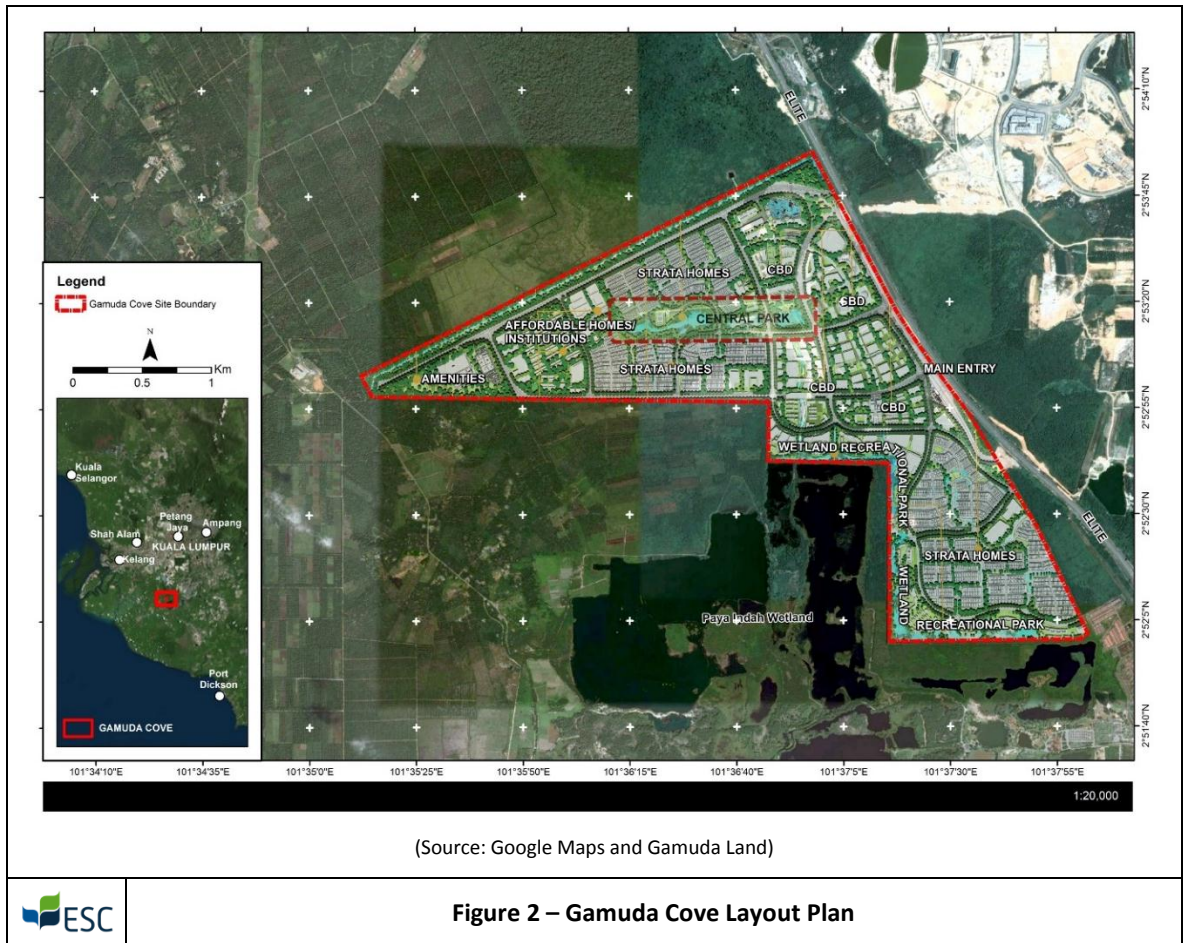 ELITE
STRATA HOMES
CBD
CBD
CENTRAL PARK
AFFORDABLE HOMES/
INSTITUTIONS
STRATA HOMES
AMENITIES
MAIN ENTRY
CBD
CBD
WETLAND RECREATIONAL PARK
ELITE
STRATA HOMES
WETLAND
RECREATIONAL PARK
Paya Indah Wetland
2°54'10"N
2°53'45"N
2°53'20"N
2°52'55"N
2°52'30"N
2°52'5"N
2°51'40"N
Legend
Gamuda Cove Site Boundary
N
0 0.5 1 Km
Kuala
Selangor
Petang
Jaya
Ampang
Shah Alam
KUALA LUMPUR
Kelang
Port
Dickson
GAMUDA COVE
101°34'10"E 101°34'35"E 101°35'0"E 101°35'25"E 101°35'50"E 101°36'15"E 101°36'40"E 101°37'5"E 101°37'30"E 101°37'55"E
1:20,000
(Source: Google Maps and Gamuda Land)
ESC
Figure 2 – Gamuda Cove Layout Plan